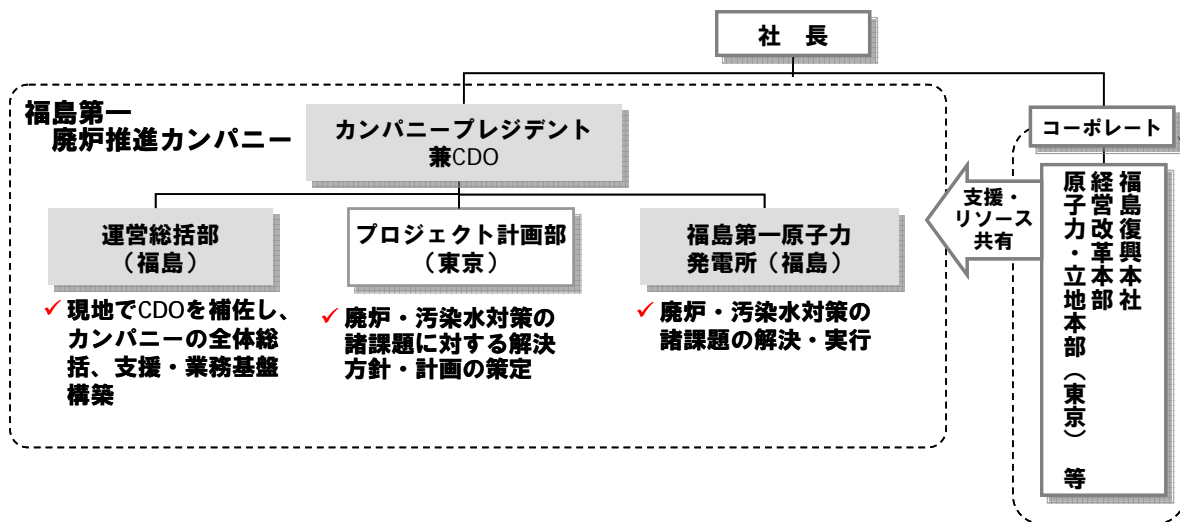 社 長
福島第一
廃炉推進カンパニー
カンパニープレジデント
兼CDO
コーポレート
福島復興本社
経営改革本部
原子力・立地本部（東京） 等
支援・
リソース
共有
運営総括部
（福島）
プロジェクト計画部
（東京）
福島第一原子力
発電所（福島）
✓ 現地でCDOを補佐し、
カンパニーの全体総
括、支援・業務基盤
構築
✓ 廃炉・汚染水対策の
諸課題に対する解決
方針・計画の策定
✓ 廃炉・汚染水対策の
諸課題の解決・実行